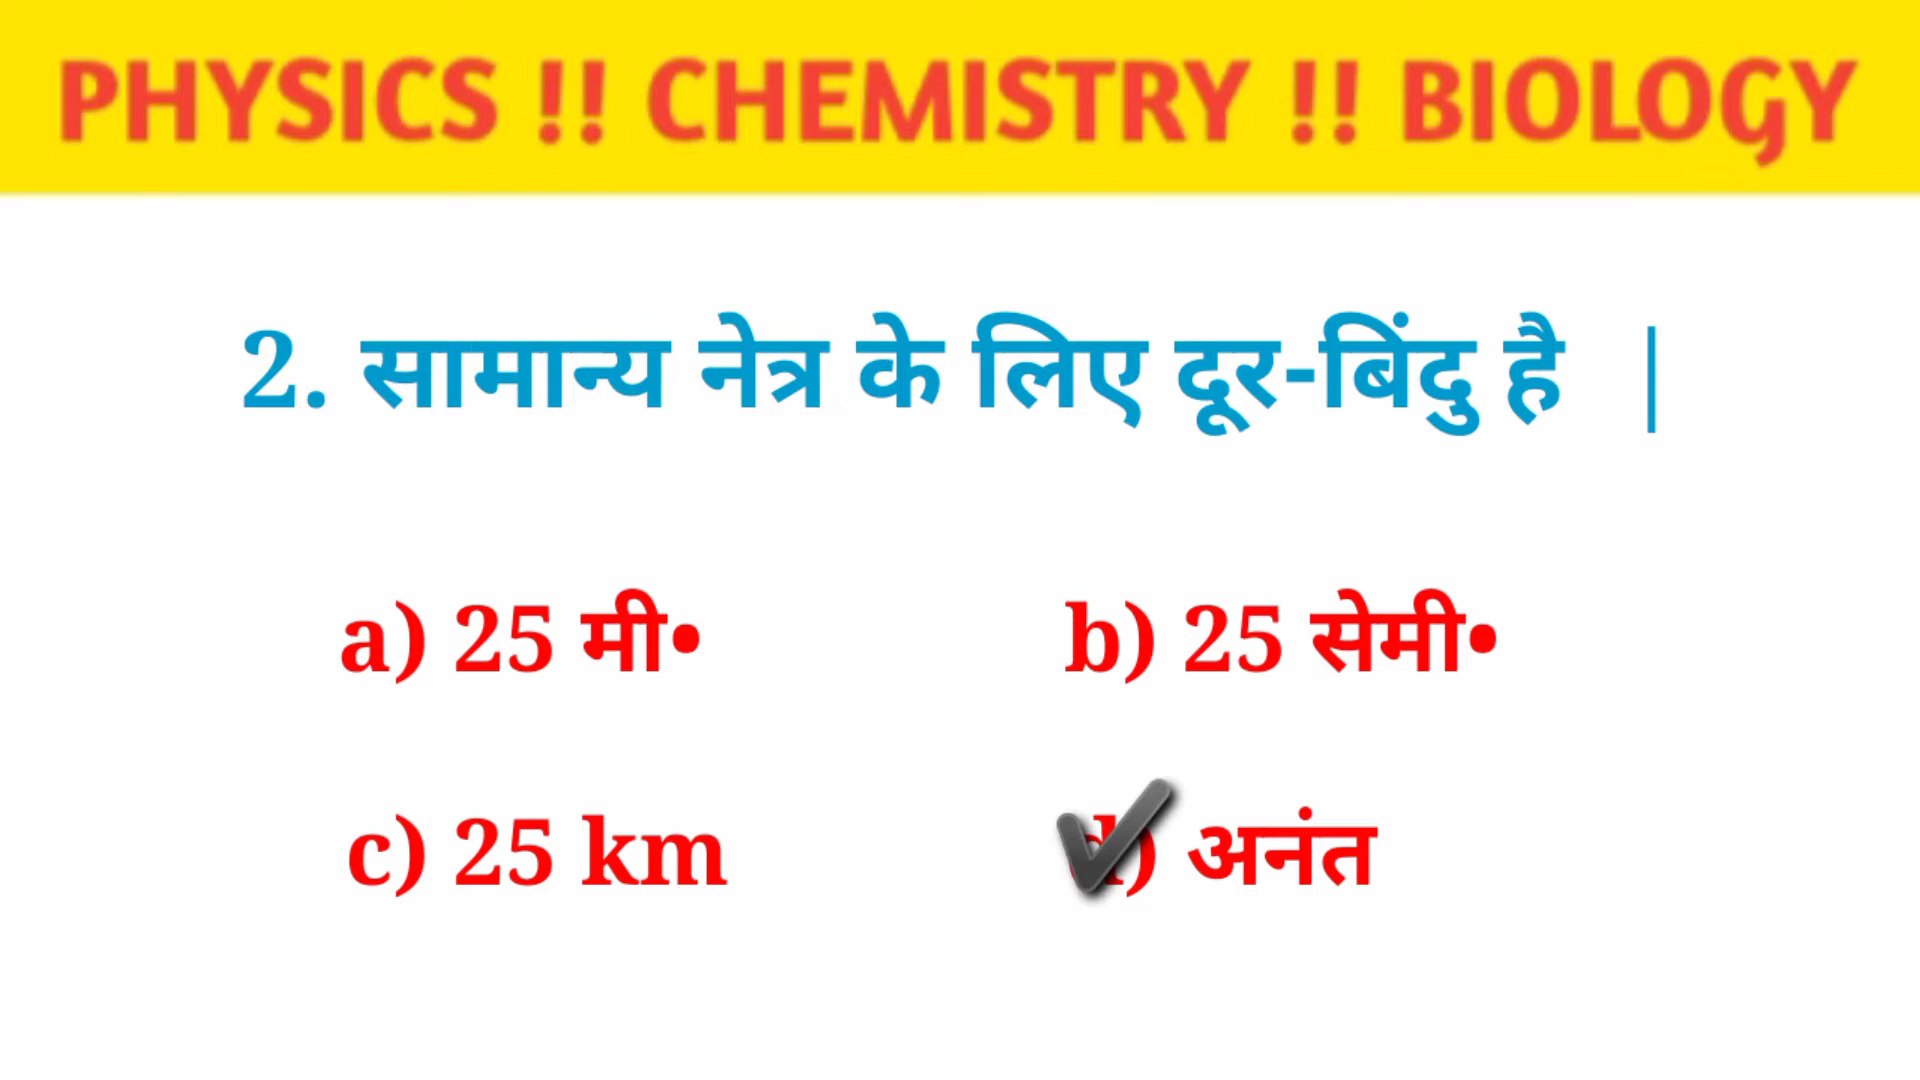 PHYSICS !! CHEMISTRY !! BIOLOGY
2. सामान्य नेत्र के लिए दूर-बिंदु है |
a) 25 मी• b) 25 सेमी•
c) 25 km d) अनंत